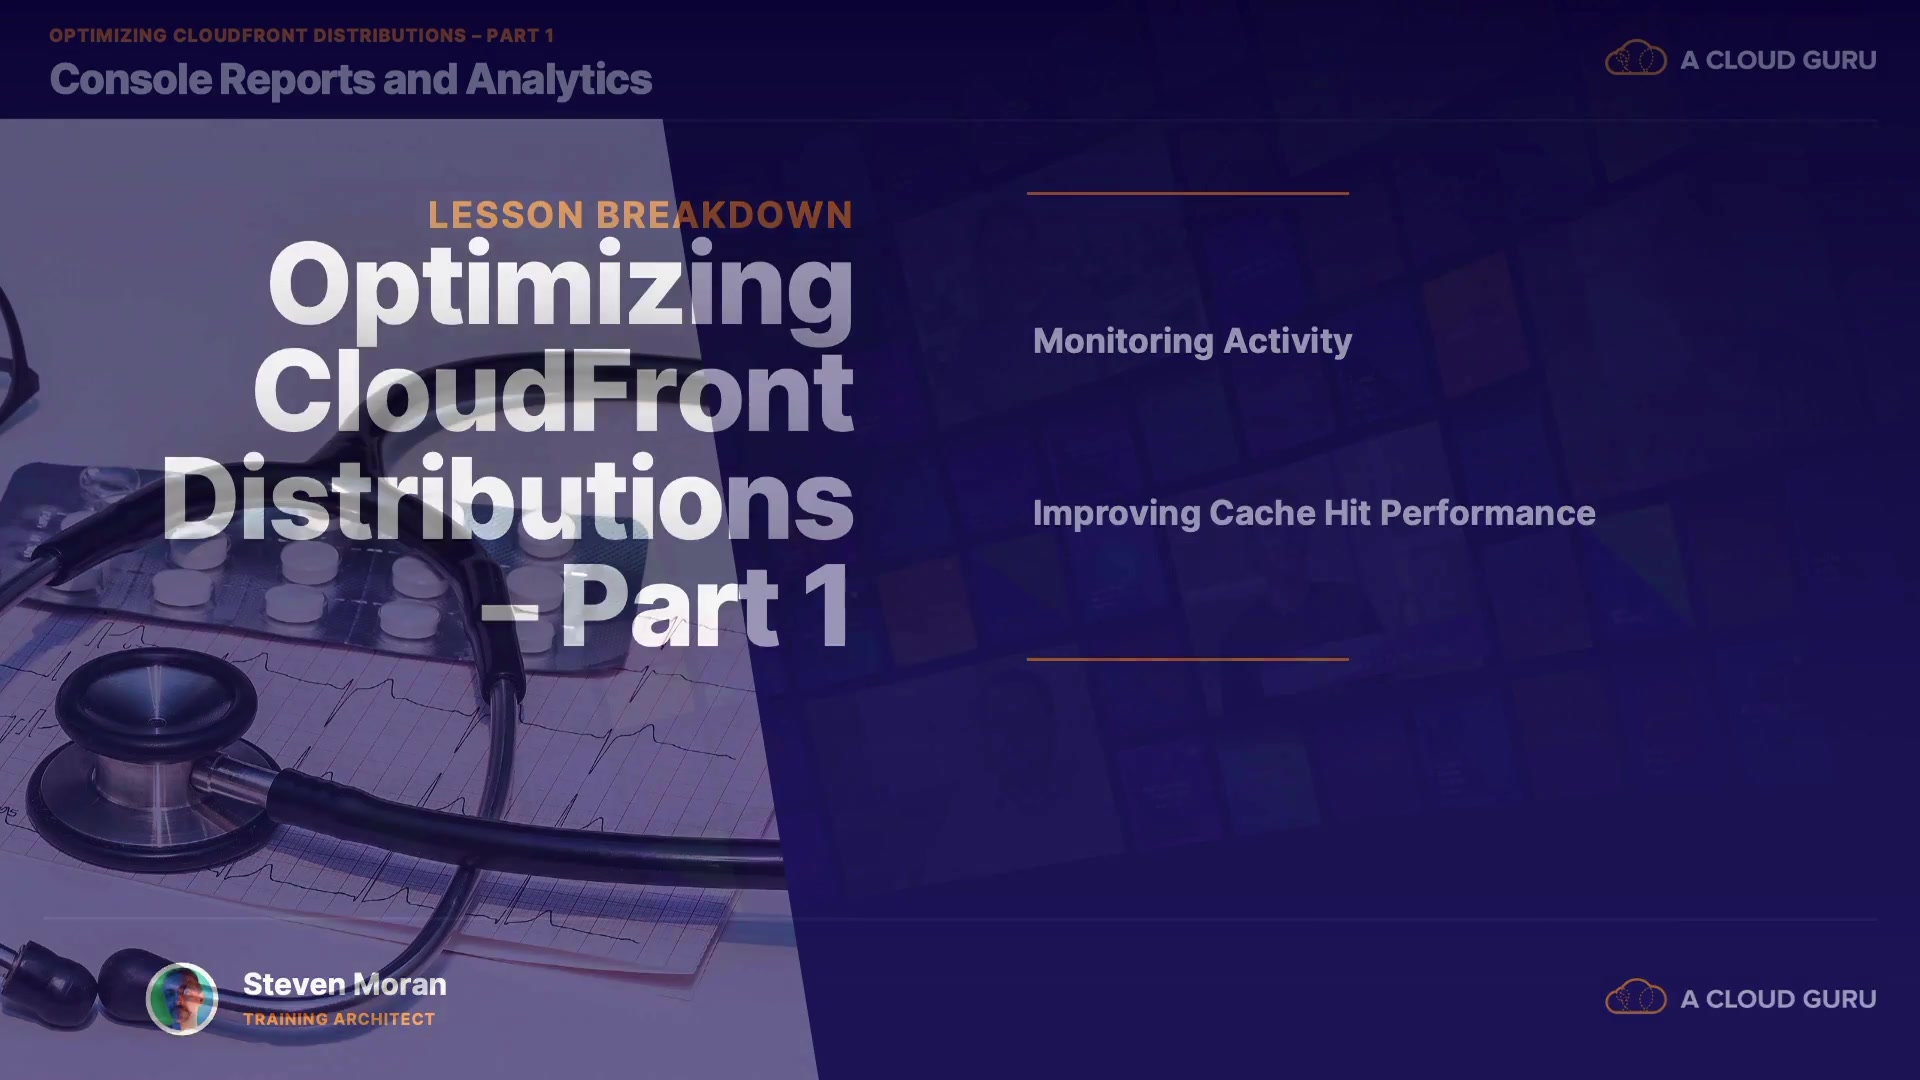 OPTIMIZING CLOUDFRONT DISTRIBUTIONS – PART 1
Console Reports and Analytics
A CLOUD GURU
LESSON BREAKDOWN
Optimizing
CloudFront
Distributions
– Part 1
Monitoring Activity
Improving Cache Hit Performance
Steven Moran
TRAINING ARCHITECT
A CLOUD GURU